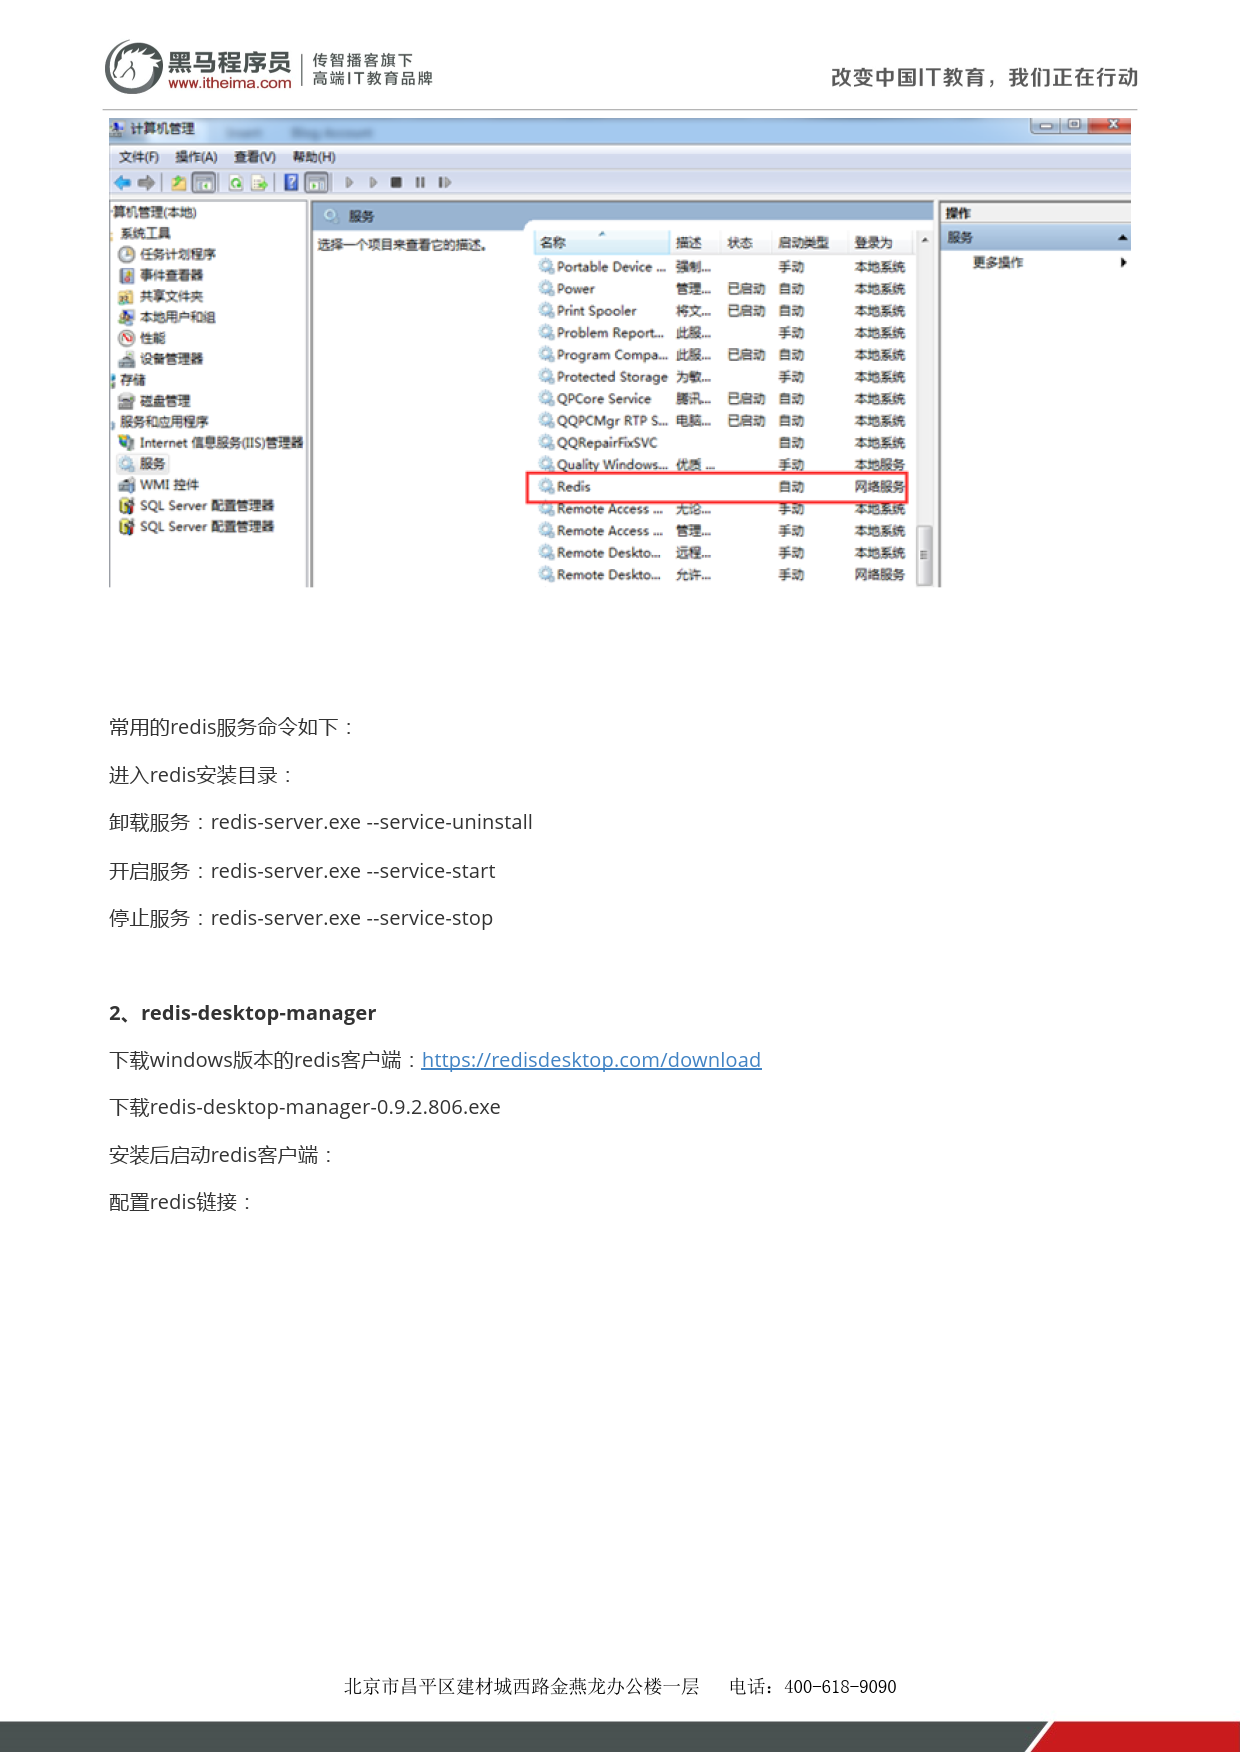 黑马程序员
www.itheima.com
传智播客旗下
高端IT教育品牌
改变中国IT教育，我们正在行动
计算机管理
文件(F) 操作(A) 查看(V) 帮助(H)
算机管理(本地)
系统工具
任务计划程序
事件查看器
共享文件夹
本地用户和组
性能
设备管理器
存储
磁盘管理
服务和应用程序
Internet 信息服务(IIS)管理器
服务
WMI 控件
SQL Server 配置管理器
SQL Server 配置管理器
服务
选择一个项目来查看它的描述。
名称 描述 状态 启动类型 登录为
Portable Device ... 强制... 手动 本地系统
Power 管理... 已启动 自动 本地系统
Print Spooler 将文... 已启动 自动 本地系统
Problem Report... 此服... 手动 本地系统
Program Compa... 此服... 已启动 自动 本地系统
Protected Storage 为敏... 手动 本地系统
QPCore Service 腾讯... 已启动 自动 本地系统
QQPCMgr RTP S... 电脑... 已启动 自动 本地系统
QQRepairFixSVC 自动 本地系统
Quality Windows... 优质 ... 手动 本地服务
Redis 自动 网络服务
Remote Access ... 无论... 手动 本地系统
Remote Access ... 管理... 手动 本地系统
Remote Deskto... 远程... 手动 本地系统
Remote Deskto... 允许... 手动 网络服务
操作
服务
更多操作
常用的redis服务命令如下：
进入redis安装目录：
卸载服务：redis-server.exe --service-uninstall
开启服务：redis-server.exe --service-start
停止服务：redis-server.exe --service-stop
2、redis-desktop-manager
下载windows版本的redis客户端：https://redisdesktop.com/download
下载redis-desktop-manager-0.9.2.806.exe
安装后启动redis客户端：
配置redis链接：
北京市昌平区建材城西路金燕龙办公楼一层 电话：400-618-9090